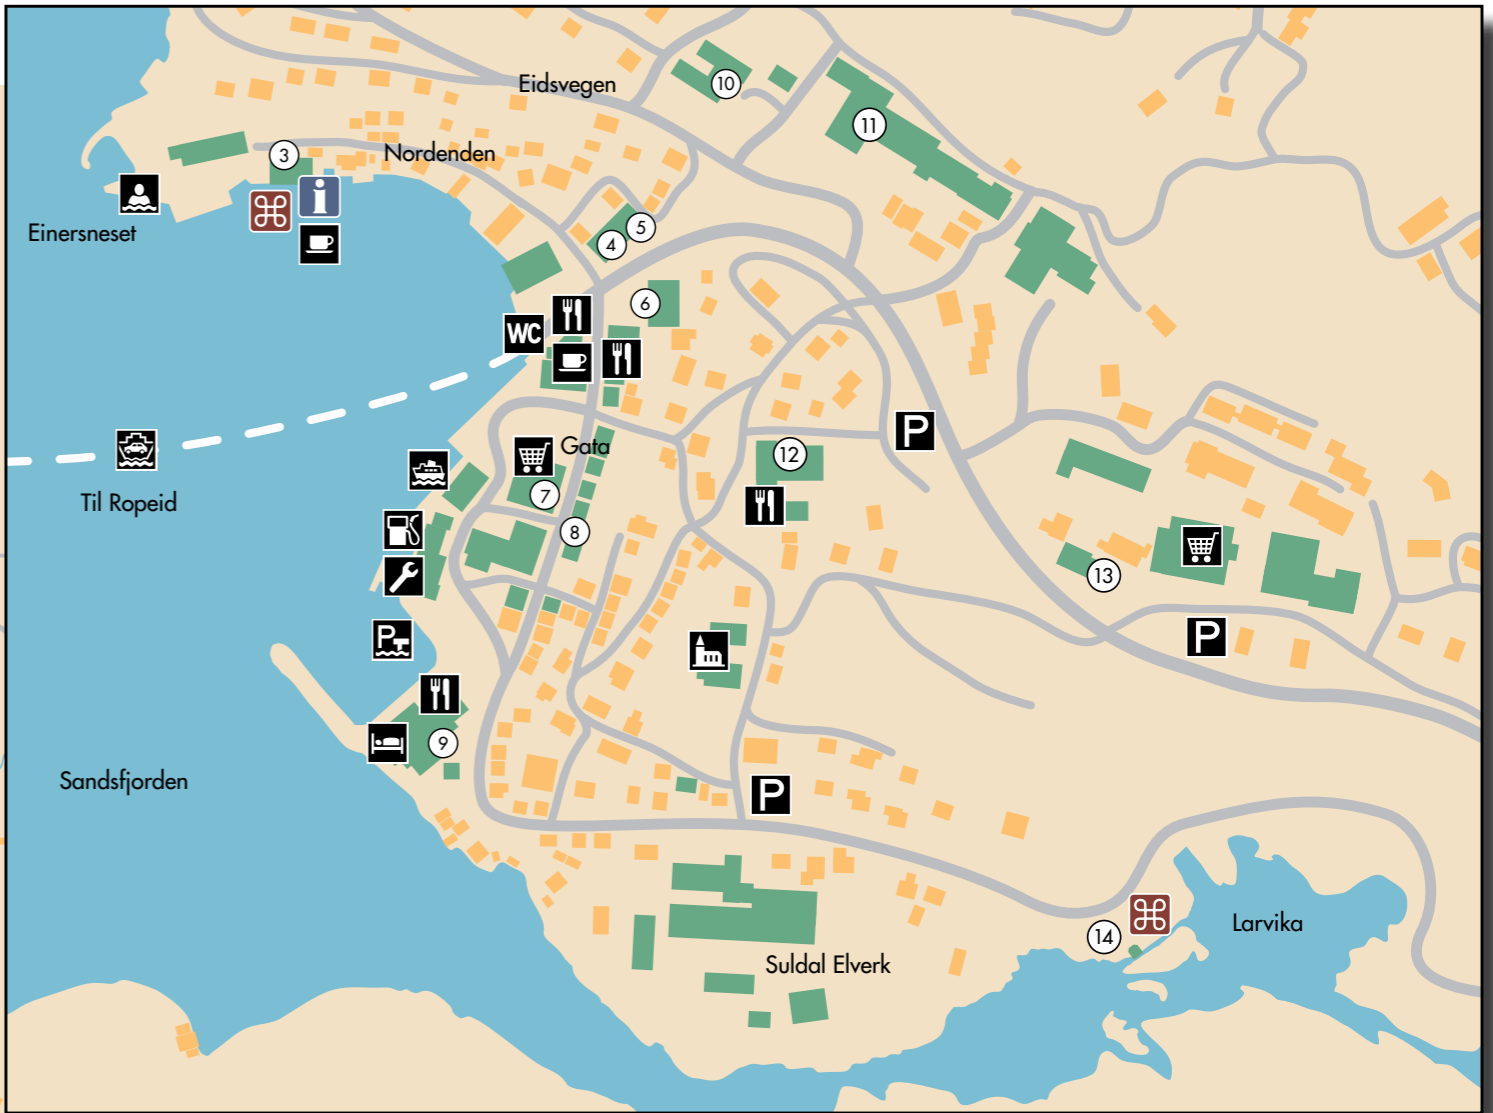 10
Eidsvegen
11
3
Nordenden
i
5
Einersneset
4
6
WC
P
Gata
12
7
Til Ropeid
8
13
P
P
9
Sandsfjorden
P
14
Larvika
Suldal Elverk